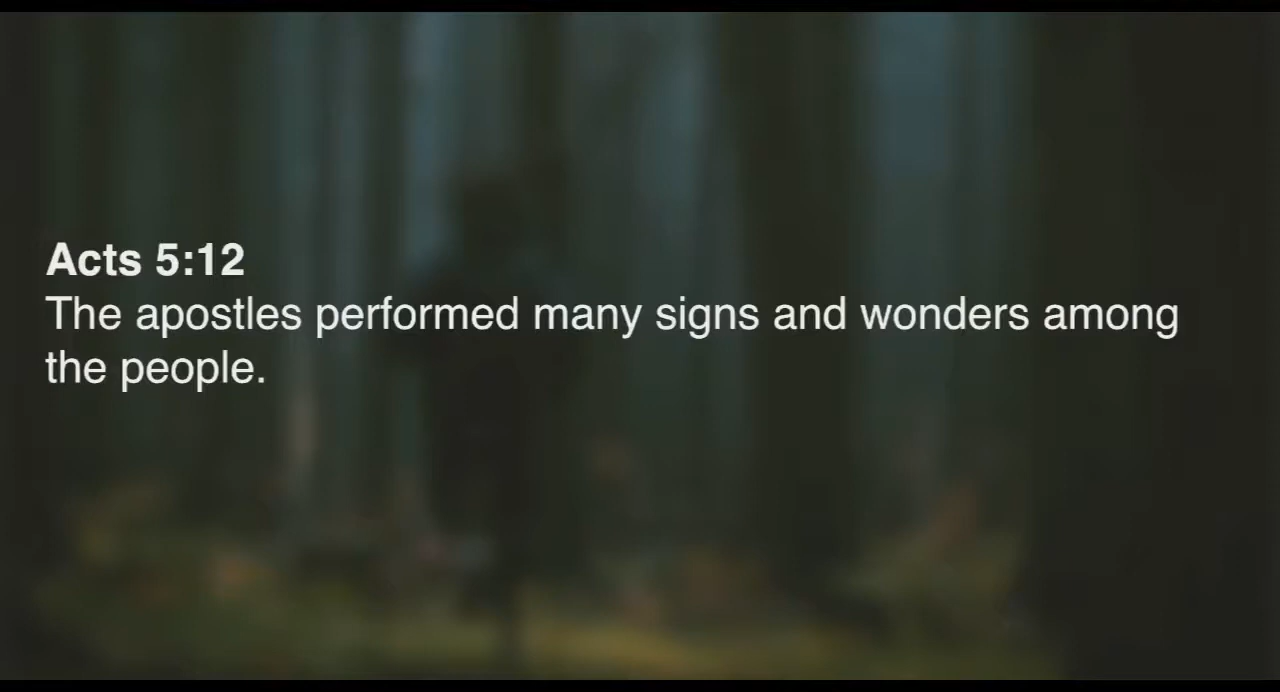 Acts 5:12
The apostles performed many signs and wonders among
the people.